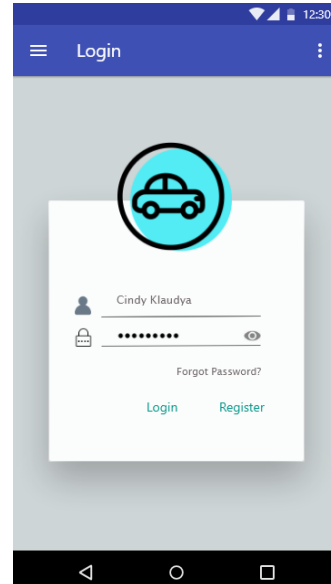 12:30
Login
Cindy Klaudya
•••••••••
Forgot Password?
Login Register